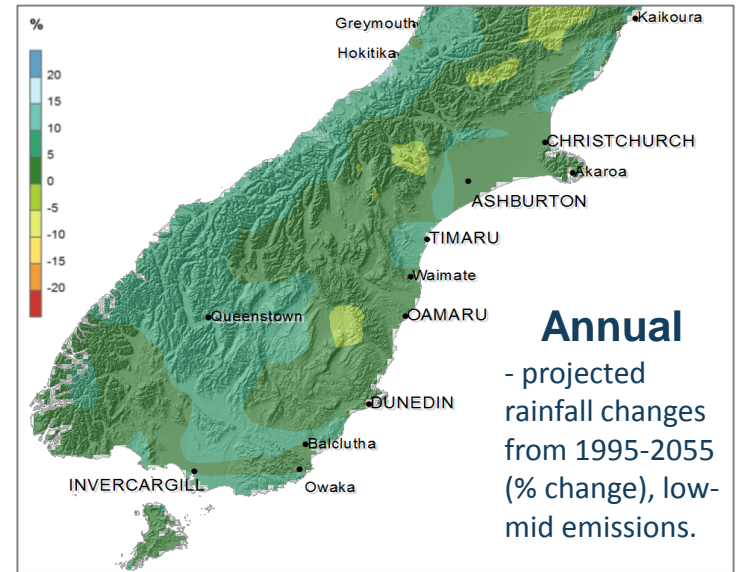 %
20
15
10
5
0
-5
-10
-15
-20
Greymouth
Kaikoura
Hokitika
CHRISTCHURCH
Akaroa
ASHBURTON
TIMARU
Waimate
Queenstown
OAMARU
DUNEDIN
Balclutha
INVERCARGILL
Owaka
Annual
- projected
rainfall changes
from 1995-2055
(% change), low-
mid emissions.